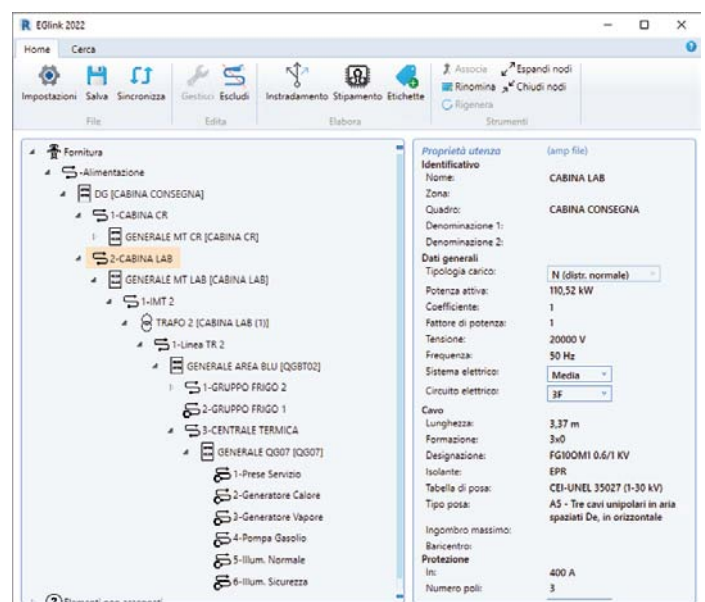 EGlink 2022
Home Cerca
Impostazioni Salva Sincronizza Gestisci Escludi Instradamento Stipamento Etichette
Associe Espandi nodi
Rinomina Chiudi nodi
Rigenera
File Edita Elabora Strumenti
Fornitura
-Alimentazione
DG [CABINA CONSEGNA]
1-CABINA CR
GENERALE MT CR [CABINA CR]
2-CABINA LAB
GENERALE MT LAB [CABINA LAB]
1-IMT 2
TRAFO 2 [CABINA LAB (1)]
1-Linea TR 2
GENERALE AREA BLU [QGBT02]
1-GRUPPO FRIGO 2
2-GRUPPO FRIGO 1
3-CENTRALE TERMICA
GENERALE QG07 [QG07]
1-Prese Servizio
2-Generatore Calore
3-Generatore Vapore
4-Pompa Gasolio
5-Illum. Normale
6-Illum. Sicurezza
Elementi non associati
Proprietà utenza (amp file)
Identificativo
Nome: CABINA LAB
Zona:
Quadro: CABINA CONSEGNA
Denominazione 1:
Denominazione 2:
Dati generali
Tipologia carico: N (distr. normale)
Potenza attiva: 110,52 kW
Coefficiente: 1
Fattore di potenza: 1
Tensione: 20000 V
Frequenza: 50 Hz
Sistema elettrico: Media
Circuito elettrico: 3F
Cavo
Lunghezza: 3,37 m
Formazione: 3x0
Designazione: FG10OM1 0.6/1 KV
Isolante: EPR
Tabella di posa: CEI-UNEL 35027 (1-30 kV)
Tipo posa: A5 - Tre cavi unipolari in aria
spaziati De, in orizzontale
Ingombro massimo:
Baricentro:
Protezione
In: 400 A
Numero poli: 3